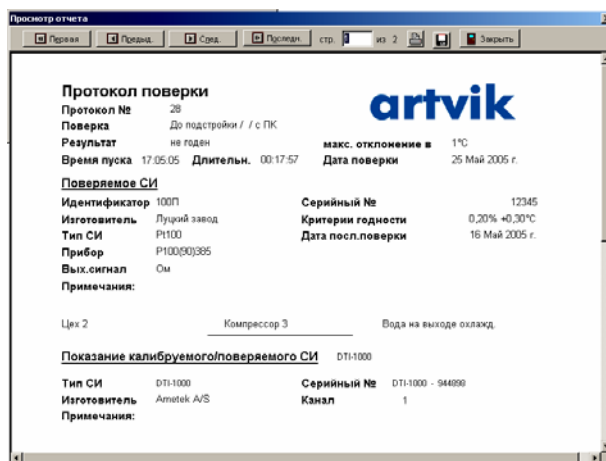 Просмотр отчета
Первая Предыд. След. Последн. стр. из 2 Закрыть
Протокол поверки
artvik
Протокол № 28
Поверка До подстройки / / с ПК
Результат не годен макс. отклонение в 1°C
Время пуска 17:05:05 Длительн. 00:17:57 Дата поверки 25 Май 2005 г.
Поверяемое СИ
Идентификатор 100П Серийный № 12345
Изготовитель Луцкий завод Критерии годности 0,20% +0,30°C
Тип СИ Pt100 Дата посл.поверки 16 Май 2005 г.
Прибор P100(90)385
Вых.сигнал Ом
Примечания:
Цех 2 Компрессор 3 Вода на выходе охлажд.
Показание калибруемого/поверяемого СИ DTI-1000
Тип СИ DTI-1000 Серийный № DTI-1000 - 944898
Изготовитель Ametek A/S Канал 1
Примечания: